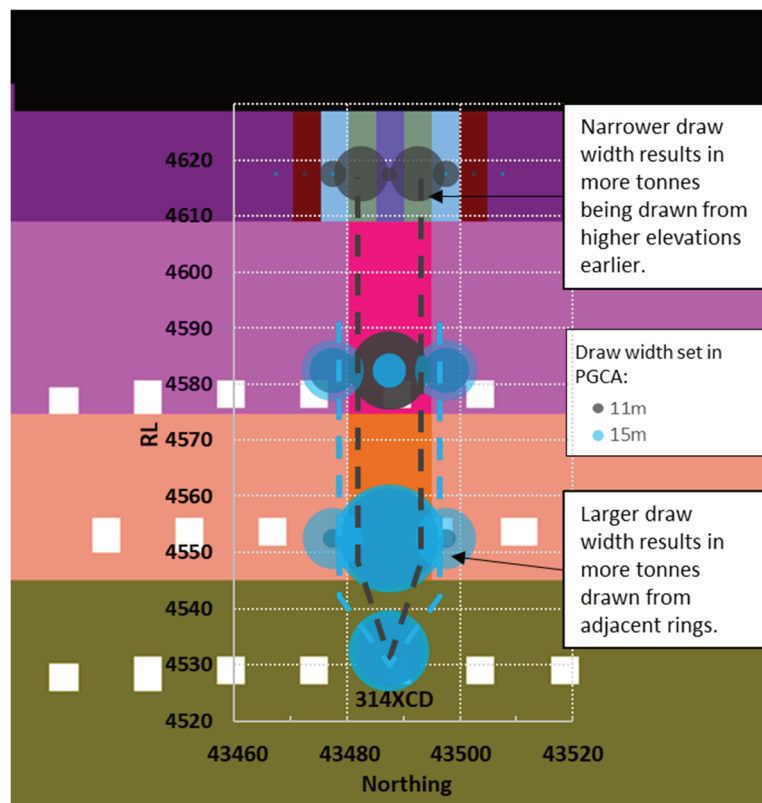 Narrower draw
width results in
more tonnes
being drawn from
higher elevations
earlier.
4620
4610
4600
4590
4580
4570
4560
4550
4540
4530
4520
RL
Draw width set in
PGCA:
11m
15m
Larger draw
width results in
more tonnes
drawn from
adjacent rings.
314XCD
43460 43480 43500 43520
Northing